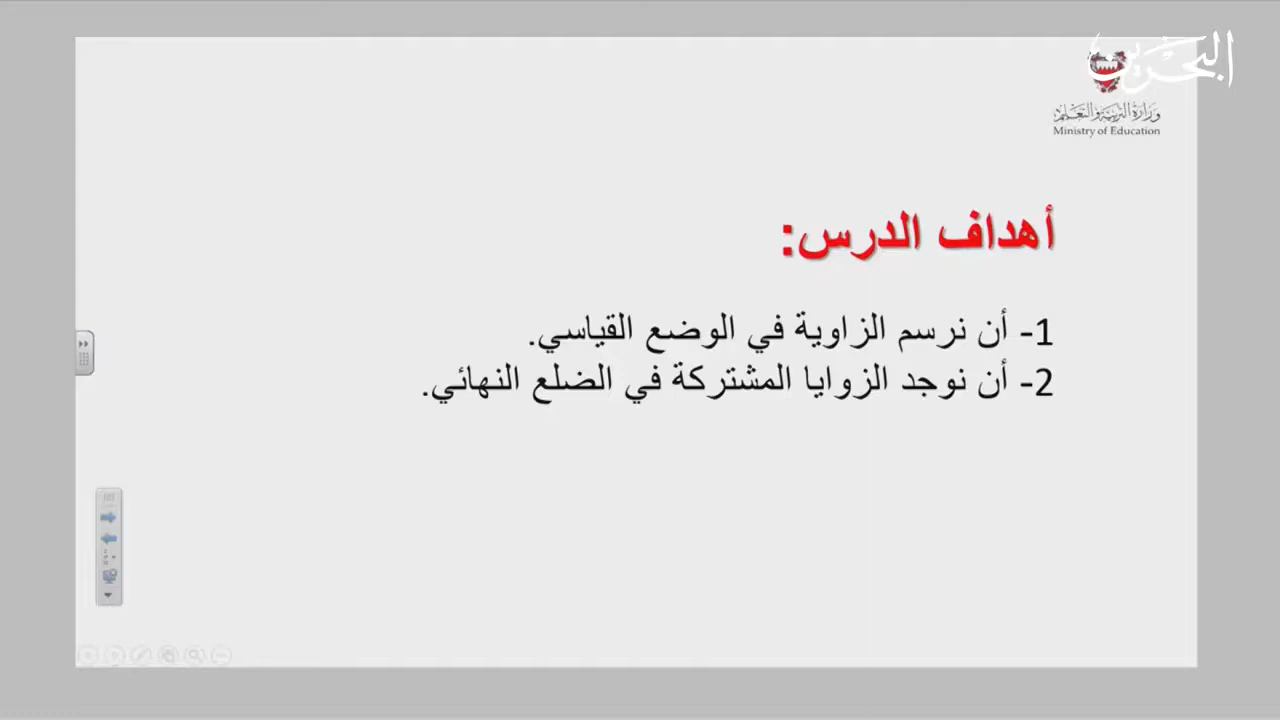 البحرين
وزارة التربية والتعليم
Ministry of Education
أهداف الدرس:
1- أن نرسم الزاوية في الوضع القياسي.
2- أن نوجد الزوايا المشتركة في الضلع النهائي.